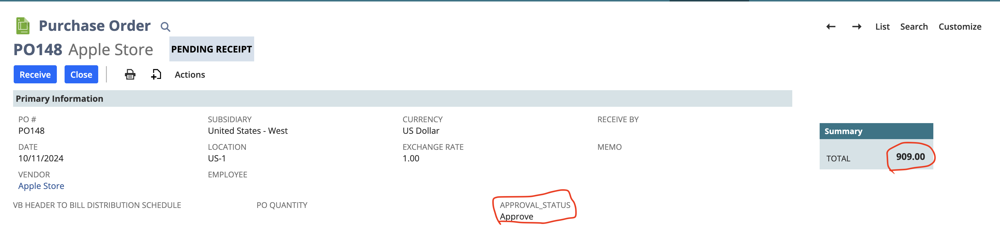 Purchase Order
List Search Customize
PO148 Apple Store PENDING RECEIPT
Receive Close Actions
Primary Information
PO # SUBSIDIARY CURRENCY RECEIVE BY
PO148 United States - West US Dollar
Summary
DATE LOCATION EXCHANGE RATE MEMO
10/11/2024 US-1 1.00
TOTAL 909.00
VENDOR EMPLOYEE
Apple Store
VB HEADER TO BILL DISTRIBUTION SCHEDULE PO QUANTITY APPROVAL_STATUS
Approve